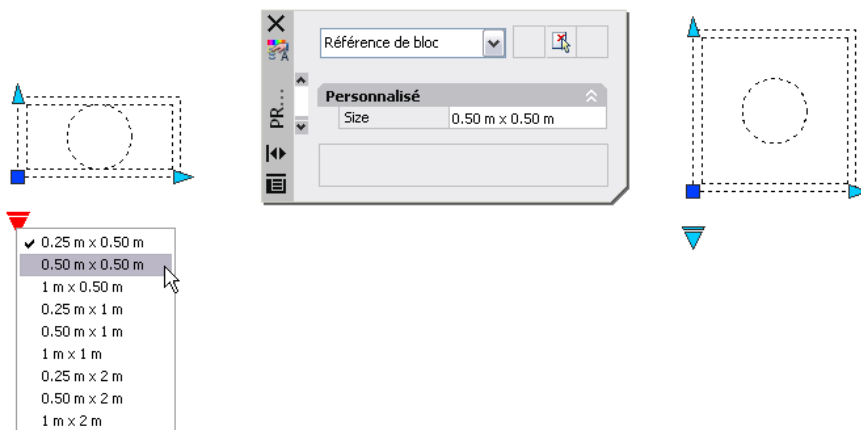 Référence de bloc
PR...
Personnalisé
Size 0.50 m x 0.50 m
0.25 m x 0.50 m
0.50 m x 0.50 m
1 m x 0.50 m
0.25 m x 1 m
0.50 m x 1 m
1 m x 1 m
0.25 m x 2 m
0.50 m x 2 m
1 m x 2 m